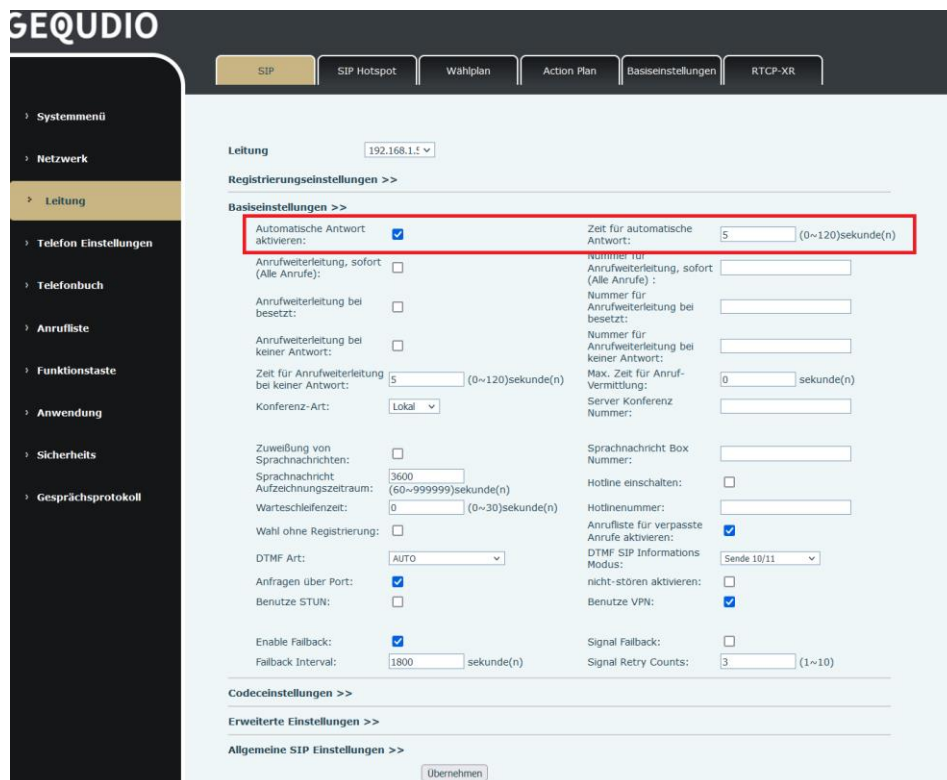 GEQUDIO
SIP
SIP Hotspot
Wählplan
Action Plan
Basiseinstellungen
RTCP-XR
› Systemmenü
› Netzwerk
› Leitung
› Telefon Einstellungen
› Telefonbuch
› Anrufliste
› Funktionstaste
› Anwendung
› Sicherheits
› Gesprächsprotokoll
Leitung
Registrierungseinstellungen >>
Basiseinstellungen >>
Automatische Antwort
aktivieren:
Zeit für automatische
Antwort:
5 (0~120)sekunde(n)
Anrufweiterleitung, sofort
(Alle Anrufe):
Nummer für
Anrufweiterleitung, sofort
(Alle Anrufe) :
Anrufweiterleitung bei
besetzt:
Nummer für
Anrufweiterleitung bei
besetzt:
Anrufweiterleitung bei
keiner Antwort:
Nummer für
Anrufweiterleitung bei
keiner Antwort:
Zeit für Anrufweiterleitung
bei keiner Antwort:
5 (0~120)sekunde(n)
Max. Zeit für Anruf-
Vermittlung:
0 sekunde(n)
Konferenz-Art:
Lokal
Server Konferenz
Nummer:
Zuweißung von
Sprachnachrichten:
Sprachnachricht Box
Nummer:
Sprachnachricht
Aufzeichnungszeitraum:
3600
(60~999999)sekunde(n)
Hotline einschalten:
Warteschleifenzeit:
0 (0~30)sekunde(n)
Hotlinenummer:
Wahl ohne Registrierung:
Anrufliste für verpasste
Anrufe aktivieren:
DTMF Art:
AUTO
DTMF SIP Informations
Modus:
Sende 10/11
Anfragen über Port:
nicht-stören aktivieren:
Benutze STUN:
Benutze VPN:
Enable Failback:
Signal Failback:
Failback Interval:
1800 sekunde(n)
Signal Retry Counts:
3 (1~10)
Codeceinstellungen >>
Erweiterte Einstellungen >>
Allgemeine SIP Einstellungen >>
Übernehmen